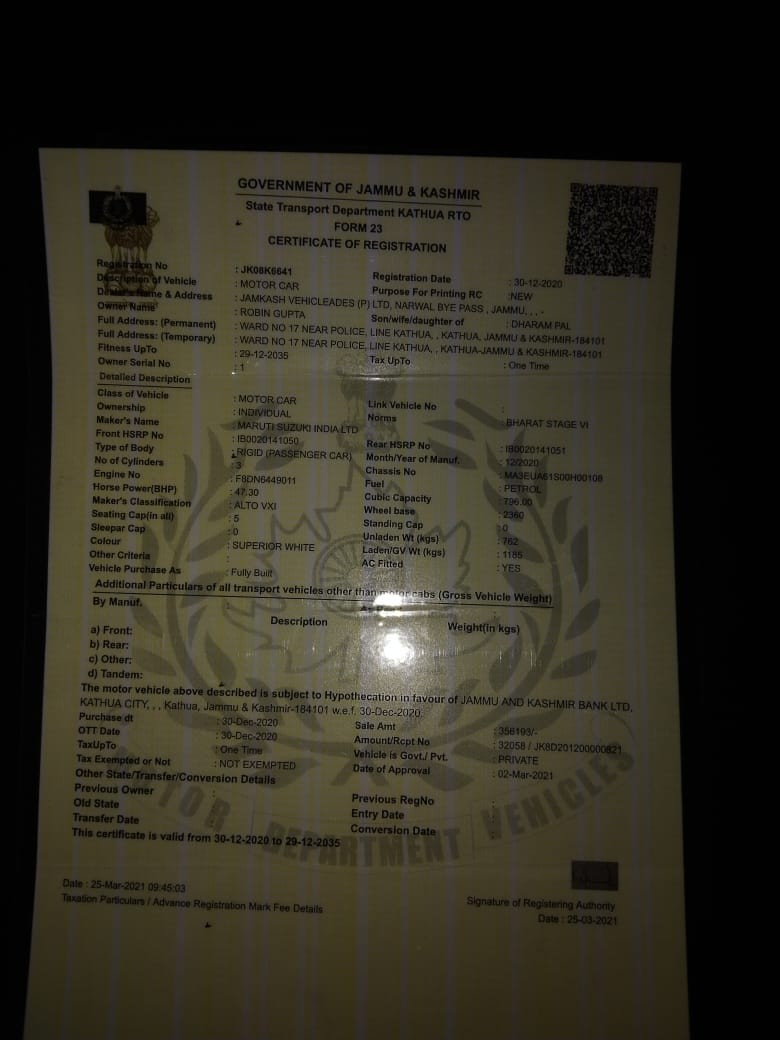 GOVERNMENT OF JAMMU & KASHMIR
State Transport Department KATHUA RTO
FORM 23
CERTIFICATE OF REGISTRATION
Registration No : JK08K6641 Registration Date : 30-12-2020
Description of Vehicle : MOTOR CAR Purpose For Printing RC :NEW
Dealer's Name & Address : JAMKASH VEHICLEADES (P) LTD, NARWAL BYE PASS , JAMMU, , , -
Owner Name : ROBIN GUPTA Son/wife/daughter of : DHARAM PAL
Full Address: (Permanent) : WARD NO 17 NEAR POLICE, LINE KATHUA, , KATHUA, JAMMU & KASHMIR-184101
Full Address: (Temporary) : WARD NO 17 NEAR POLICE, LINE KATHUA, , KATHUA-JAMMU & KASHMIR-184101
Fitness UpTo : 29-12-2035 Tax UpTo : One Time
Owner Serial No : 1
Detailed Description
Class of Vehicle : MOTOR CAR Link Vehicle No :
Ownership : INDIVIDUAL Norms : BHARAT STAGE VI
Maker's Name : MARUTI SUZUKI INDIA LTD
Front HSRP No : IB0020141050 Rear HSRP No : IB0020141051
Type of Body : RIGID (PASSENGER CAR) Month/Year of Manuf. : 12/2020
No of Cylinders : 3 Chassis No : MA3EUA61S00H00108
Engine No : F8DN6449011 Fuel : PETROL
Horse Power(BHP) : 47.30 Cubic Capacity : 796.00
Maker's Classification : ALTO VXI Wheel base : 2360
Seating Cap(in all) : 5 Standing Cap : 0
Sleepar Cap : 0 Unladen Wt (kgs) : 762
Colour : SUPERIOR WHITE Laden/GV Wt (kgs) : 1185
Other Criteria : AC Fitted : YES
Vehicle Purchase As : Fully Built
Additional Particulars of all transport vehicles other than motor cabs (Gross Vehicle Weight)
By Manuf. :
Description Weight(in kgs)
a) Front:
b) Rear:
c) Other:
d) Tandem:
The motor vehicle above described is subject to Hypothecation in favour of JAMMU AND KASHMIR BANK LTD,
KATHUA CITY, , , Kathua, Jammu & Kashmir-184101 w.e.f. 30-Dec-2020.
Purchase dt : 30-Dec-2020 Sale Amt : 356193/-
OTT Date : 30-Dec-2020 Amount/Rcpt No : 32058 / JK8D201200000821
TaxUpTo : One Time Vehicle is Govt./ Pvt. : PRIVATE
Tax Exempted or Not : NOT EXEMPTED Date of Approval : 02-Mar-2021
Other State/Transfer/Conversion Details
Previous Owner : Previous RegNo :
Old State : Entry Date :
Transfer Date : Conversion Date :
This certificate is valid from 30-12-2020 to 29-12-2035
DEPARTMENT VEHICLES
Date : 25-Mar-2021 09:45:03
Taxation Particulars / Advance Registration Mark Fee Details
Signature of Registering Authority
Date : 25-03-2021